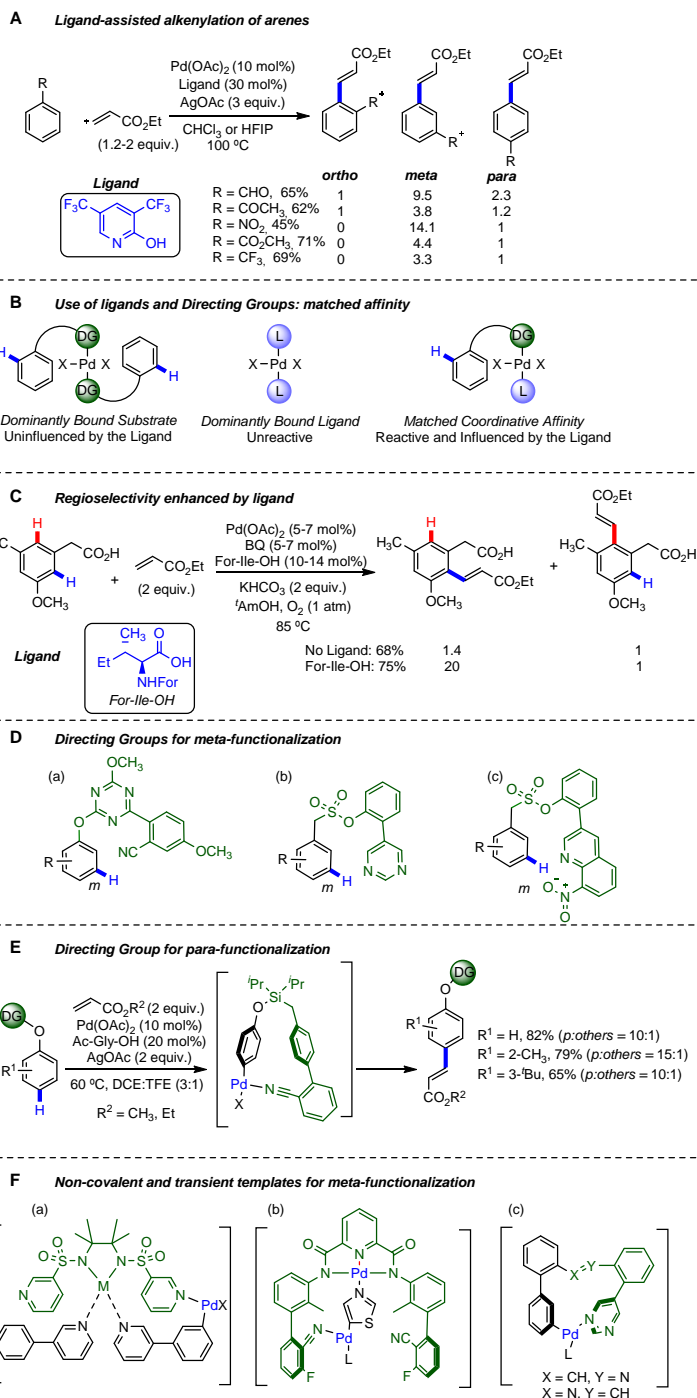 A Ligand-assisted alkenylation of arenes
R
+
CO2Et
(1.2-2 equiv.)
Pd(OAc)2 (10 mol%)
Ligand (30 mol%)
AgOAc (3 equiv.)
CHCl3 or HFIP
100 ºC
CO2Et
R
+
CO2Et
R
+
CO2Et
R
Ligand
F3C
CF3
N
OH
ortho meta para
R = CHO, 65% 1 9.5 2.3
R = COCH3, 62% 1 3.8 1.2
R = NO2, 45% 0 14.1 1
R = CO2CH3, 71% 0 4.4 1
R = CF3, 69% 0 3.3 1
B Use of ligands and Directing Groups: matched affinity
H
DG
X Pd X
DG
H
L
X Pd X
L
H
DG
X Pd X
L
Dominantly Bound Substrate
Uninfluenced by the Ligand
Dominantly Bound Ligand
Unreactive
Matched Coordinative Affinity
Reactive and Influenced by the Ligand
C Regioselectivity enhanced by ligand
H
C
CO2H
H
OCH3
+
CO2Et
(2 equiv.)
Pd(OAc)2 (5-7 mol%)
BQ (5-7 mol%)
For-Ile-OH (10-14 mol%)
KHCO3 (2 equiv.)
tAmOH, O2 (1 atm)
85 ºC
H
CH3C
CO2H
CO2Et
OCH3
+
CO2Et
CH3C
CO2H
H
OCH3
Ligand
CH3
O
Et
OH
NHFor
For-Ile-OH
No Ligand: 68% 1.4 1
For-Ile-OH: 75% 20 1
D Directing Groups for meta-functionalization
(a)
OCH3
N N
O N
NC
OCH3
R
H
m
(b)
O O
S
O
R
H
m
N N
(c)
O O
S
O
R
H
m
N
O− N+
O
E Directing Group for para-functionalization
DG
O
R1
H
CO2R2 (2 equiv.)
Pd(OAc)2 (10 mol%)
Ac-Gly-OH (20 mol%)
AgOAc (2 equiv.)
60 ºC, DCE:TFE (3:1)
R2 = CH3, Et
iPr iPr
Si
O
Pd
X
N
DG
O
R1
CO2R2
R1 = H, 82% (p:others = 10:1)
R1 = 2-CH3, 79% (p:others = 15:1)
R1 = 3-tBu, 65% (p:others = 10:1)
F Non-covalent and transient templates for meta-functionalization
(a)
O O
S N N S
O O
M
N
N
PdX
N N
(b)
O N O
N Pd N
N
S
N
Pd
L
NC
F
F
(c)
X=Y
N
N
Pd
L
X = CH, Y = N
X = N, Y = CH